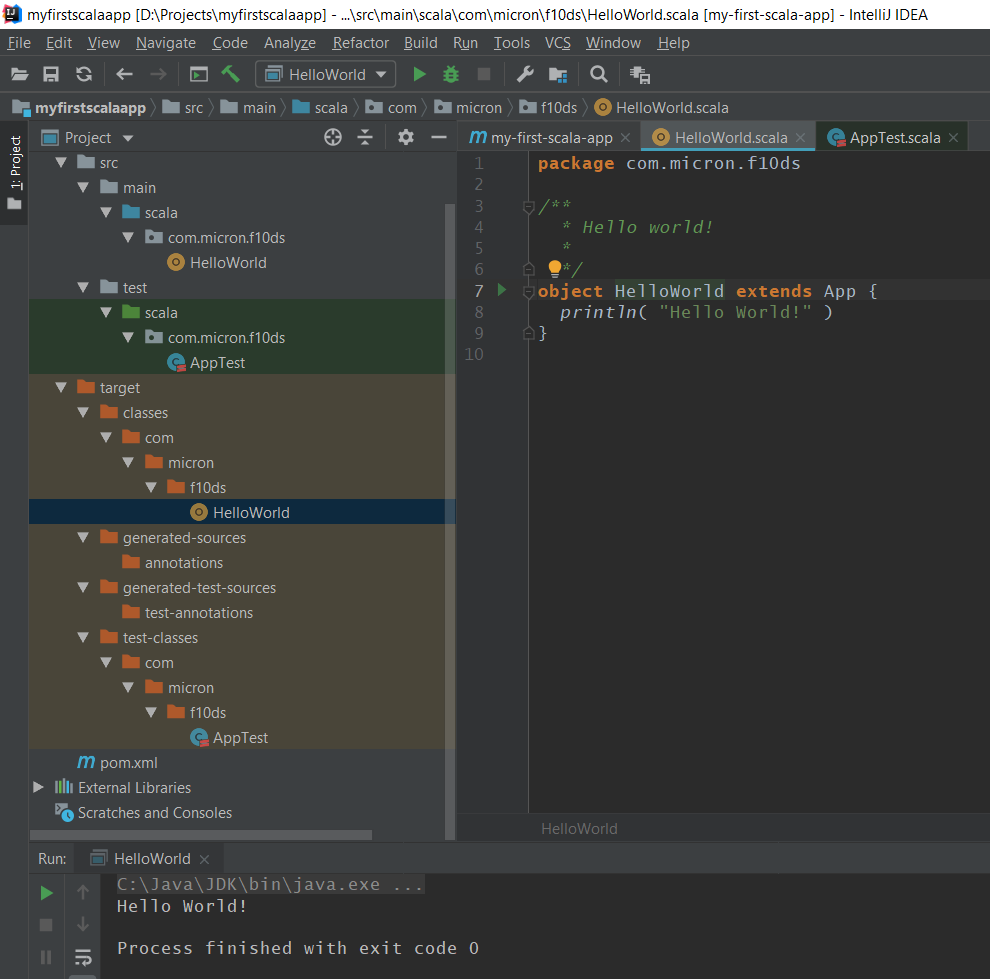 myfirstscalaapp [D:\Projects\myfirstscalaapp] - ...\src\main\scala\com\micron\f10ds\HelloWorld.scala [my-first-scala-app] - IntelliJ IDEA
File Edit View Navigate Code Analyze Refactor Build Run Tools VCS Window Help
HelloWorld
myfirstscalaapp src main scala com micron f10ds HelloWorld.scala
1: Project
Project
src
main
scala
com.micron.f10ds
HelloWorld
test
scala
com.micron.f10ds
AppTest
target
classes
com
micron
f10ds
HelloWorld
generated-sources
annotations
generated-test-sources
test-annotations
test-classes
com
micron
f10ds
AppTest
pom.xml
External Libraries
Scratches and Consoles
my-first-scala-app HelloWorld.scala AppTest.scala
1 package com.micron.f10ds
2
3 /**
4 * Hello world!
5 *
6 */
7 object HelloWorld extends App {
8 println( "Hello World!" )
9 }
10
HelloWorld
Run: HelloWorld
C:\Java\JDK\bin\java.exe ...
Hello World!
Process finished with exit code 0